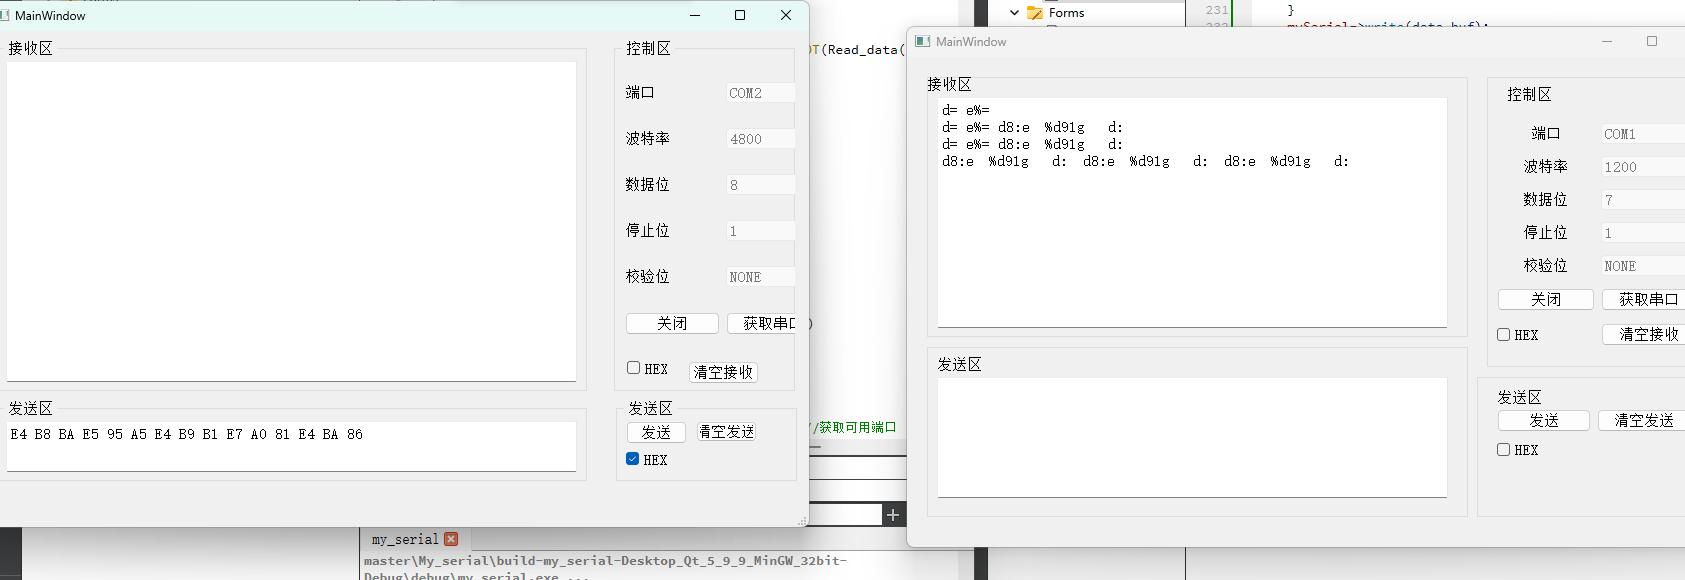 MainWindow
接收区
控制区
端口
COM2
波特率
4800
数据位
8
停止位
1
校验位
NONE
关闭
获取串口
HEX
清空接收
发送区
E4 B8 BA E5 95 A5 E4 B9 B1 E7 A0 81 E4 BA 86
发送区
发送
清空发送
HEX
OT(Read_data(
)
//获取可用端口
my_serial
master\My_serial\build-my_serial-Desktop_Qt_5_9_9_MinGW_32bit-
Debug\debug\my_serial.exe ...
Forms
231
}
mySerial->write(data_buf);
MainWindow
接收区
d= e%=
d= e%= d8:e %d91g d:
d= e%= d8:e %d91g d:
d8:e %d91g d: d8:e %d91g d: d8:e %d91g d:
控制区
端口
COM1
波特率
1200
数据位
7
停止位
1
校验位
NONE
关闭
获取串口
HEX
清空接收
发送区
发送区
发送
清空发送
HEX